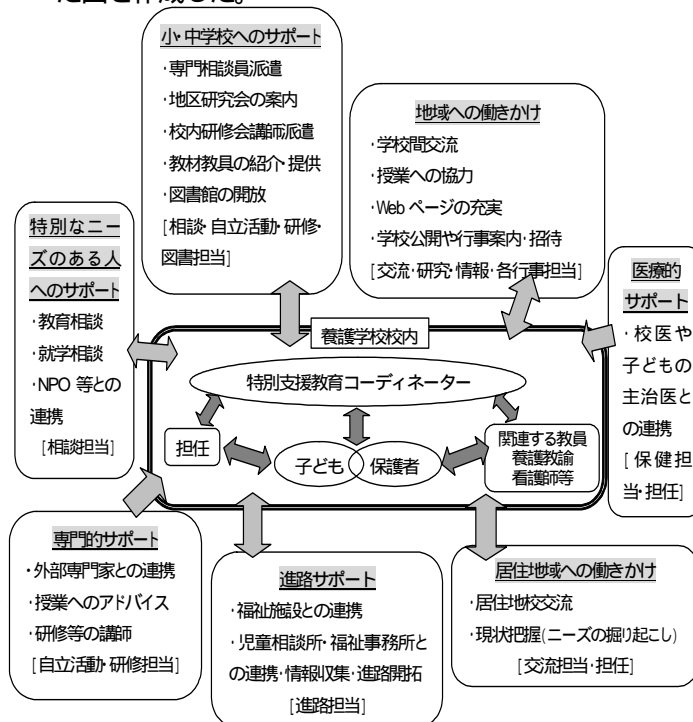 た図を作成した。
小・中学校へのサポート
・専門相談員派遣
・地区研究会の案内
・校内研修会講師派遣
・教材教具の紹介・提供
・図書館の開放
[相談・自立活動・研修・
図書担当]
地域への働きかけ
・学校間交流
・授業への協力
・Web ページの充実
・学校公開や行事案内・招待
[交流・研究・情報・各行事担当]
特別なニー
ズのある人
へのサポート
・教育相談
・就学相談
・NPO 等との
連携
[相談担当]
医療的
サポート
・校医や
子どもの
主治医と
の連携
[保健担
当・担任]
養護学校校内
特別支援教育コーディネーター
担任
子ども
保護者
関連する教員
養護教諭
看護師等
専門的サポート
・外部専門家との連携
・授業へのアドバイス
・研修等の講師
[自立活動・研修担当]
進路サポート
・福祉施設との連携
・児童相談所・福祉事務所と
の連携・情報収集・進路開拓
[進路担当]
居住地域への働きかけ
・居住地校交流
・現状把握(ニーズの掘り起こし)
[交流担当・担任]